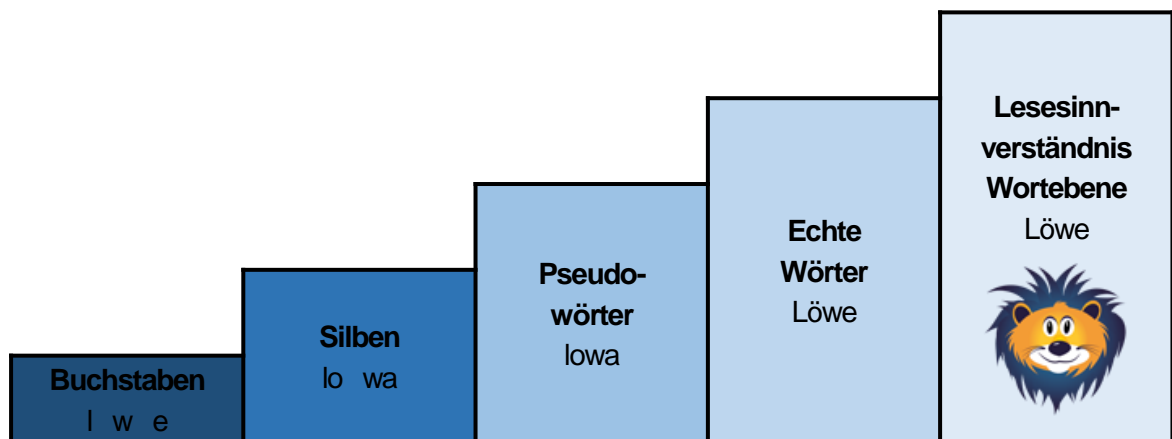 Buchstaben
l w e
Silben
lo wa
Pseudo-
wörter
lowa
Echte
Wörter
Löwe
Lesesinn-
verständnis
Wortebene
Löwe